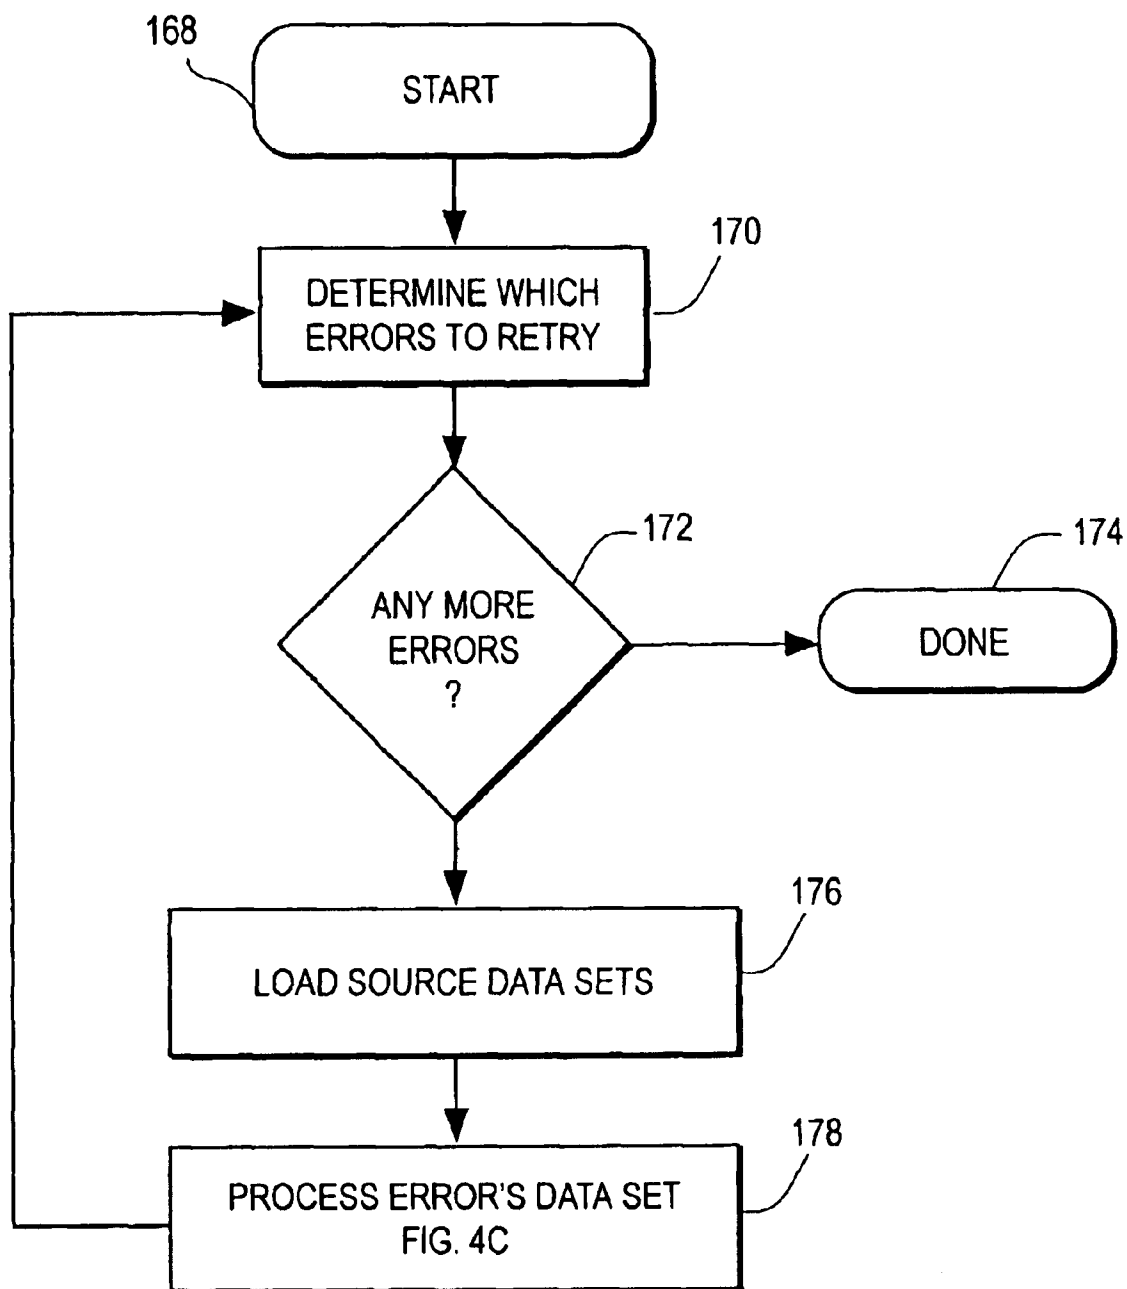 168
START
170
DETERMINE WHICH
ERRORS TO RETRY
172
ANY MORE
ERRORS
?
174
DONE
176
LOAD SOURCE DATA SETS
178
PROCESS ERROR'S DATA SET
FIG. 4C